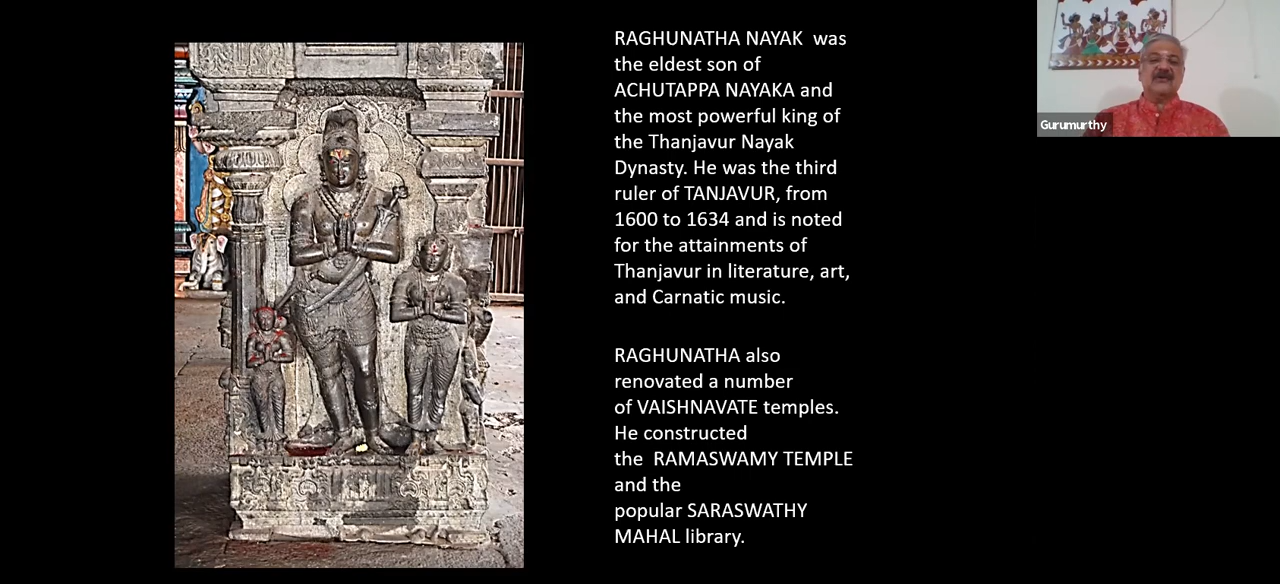 RAGHUNATHA NAYAK was
the eldest son of
ACHUTAPPA NAYAKA and
the most powerful king of
the Thanjavur Nayak
Dynasty. He was the third
ruler of TANJAVUR, from
1600 to 1634 and is noted
for the attainments of
Thanjavur in literature, art,
and Carnatic music.
RAGHUNATHA also
renovated a number
of VAISHNAVATE temples.
He constructed
the RAMASWAMY TEMPLE
and the
popular SARASWATHY
MAHAL library.
Gurumurthy